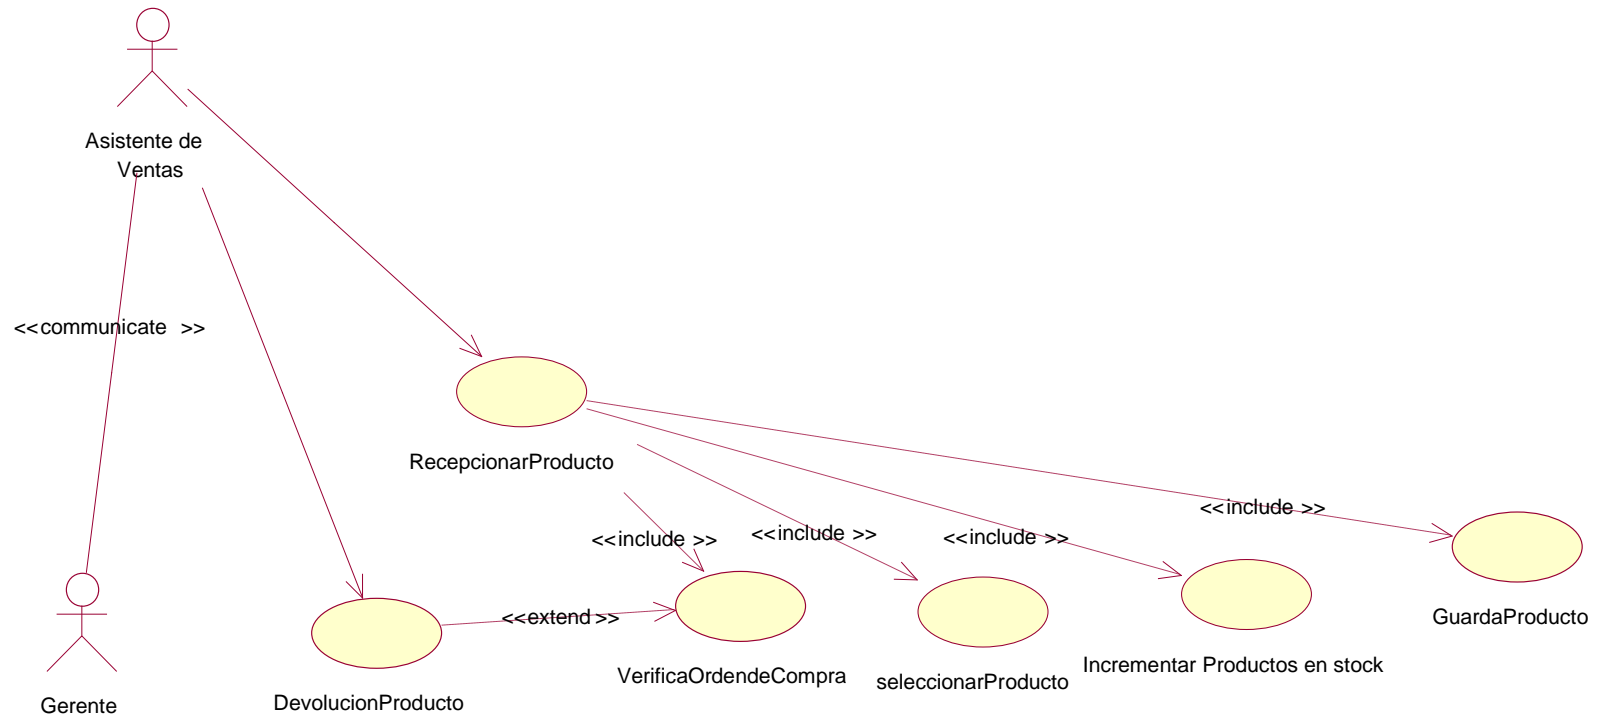 Asistente de
Ventas
<<communicate >>
RecepcionarProducto
<<include >>
<<include >>
<<include >>
<<include >>
<<extend >>
GuardaProducto
VerificaOrdendeCompra
seleccionarProducto
Incrementar Productos en stock
Gerente
DevolucionProducto